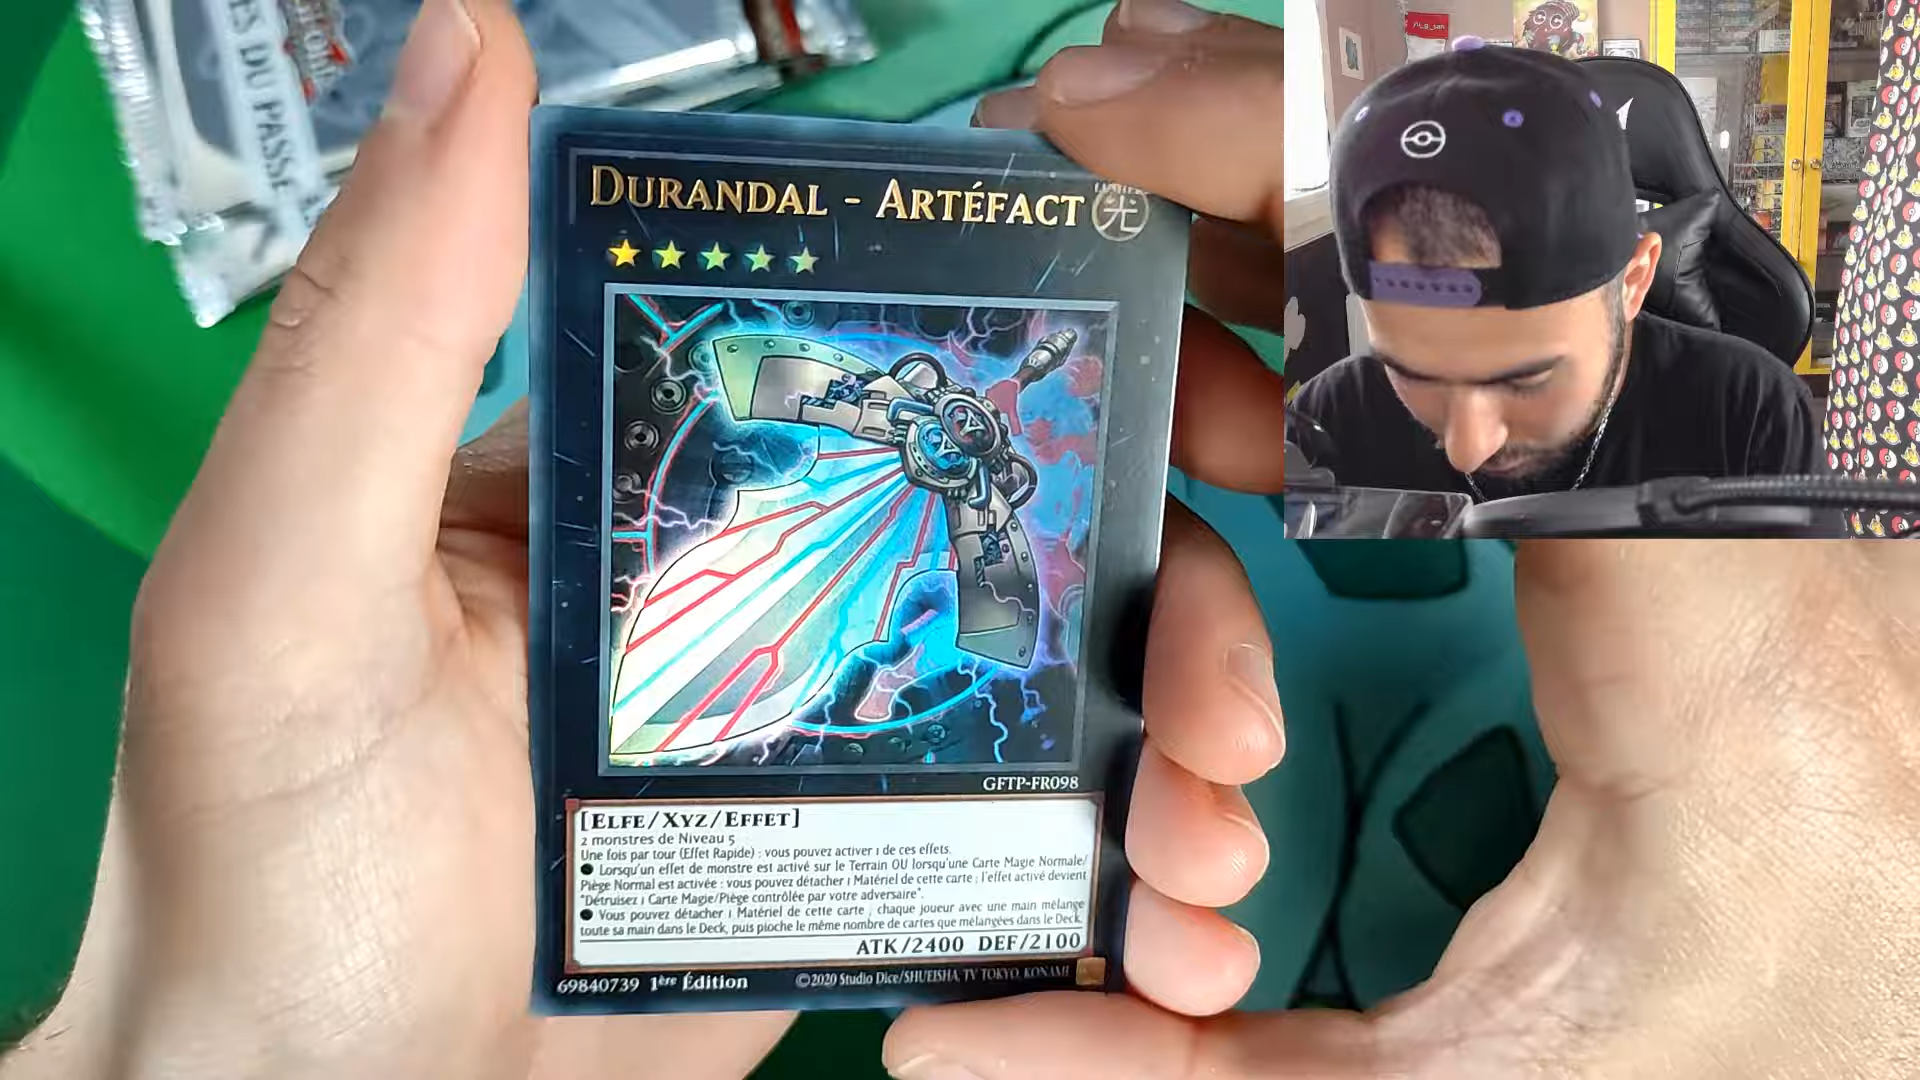 ES DU PASSÉ
DURANDAL - ARTÉFACT
光
GFTP-FR098
[ELFE/XYZ/EFFET]
2 monstres de Niveau 5
Une fois par tour (Effet Rapide) : vous pouvez activer 1 de ces effets.
● Lorsqu'un effet de monstre est activé sur le Terrain OU lorsqu'une Carte Magie Normale/
Piège Normal est activée : vous pouvez détacher 1 Matériel de cette carte ; l'effet activé devient
"Détruisez 1 Carte Magie/Piège contrôlée par votre adversaire".
● Vous pouvez détacher 1 Matériel de cette carte ; chaque joueur avec une main mélange
toute sa main dans le Deck, puis pioche le même nombre de cartes que mélangées dans le Deck.
ATK/2400 DEF/2100
69840739 1ère Édition
©2020 Studio Dice/SHUEISHA, TV TOKYO, KONAMI